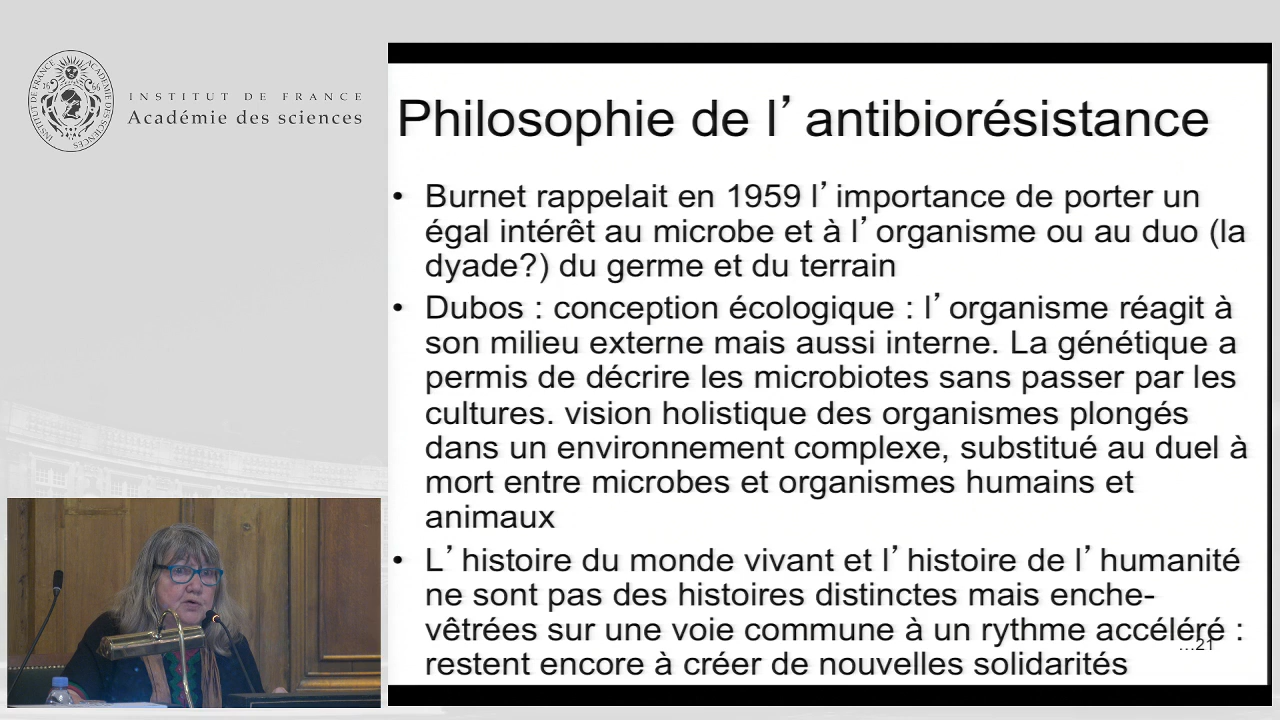 INSTITUT DE FRANCE
Académie des sciences
Philosophie de l’antibiorésistance
• Burnet rappelait en 1959 l’importance de porter un
égal intérêt au microbe et à l’organisme ou au duo (la
dyade?) du germe et du terrain
• Dubos : conception écologique : l’organisme réagit à
son milieu externe mais aussi interne. La génétique a
permis de décrire les microbiotes sans passer par les
cultures. vision holistique des organismes plongés
dans un environnement complexe, substitué au duel à
mort entre microbes et organismes humains et
animaux
• L’histoire du monde vivant et l’histoire de l’humanité
ne sont pas des histoires distinctes mais enche-
vêtrées sur une voie commune à un rythme accéléré :
restent encore à créer de nouvelles solidarités
…21